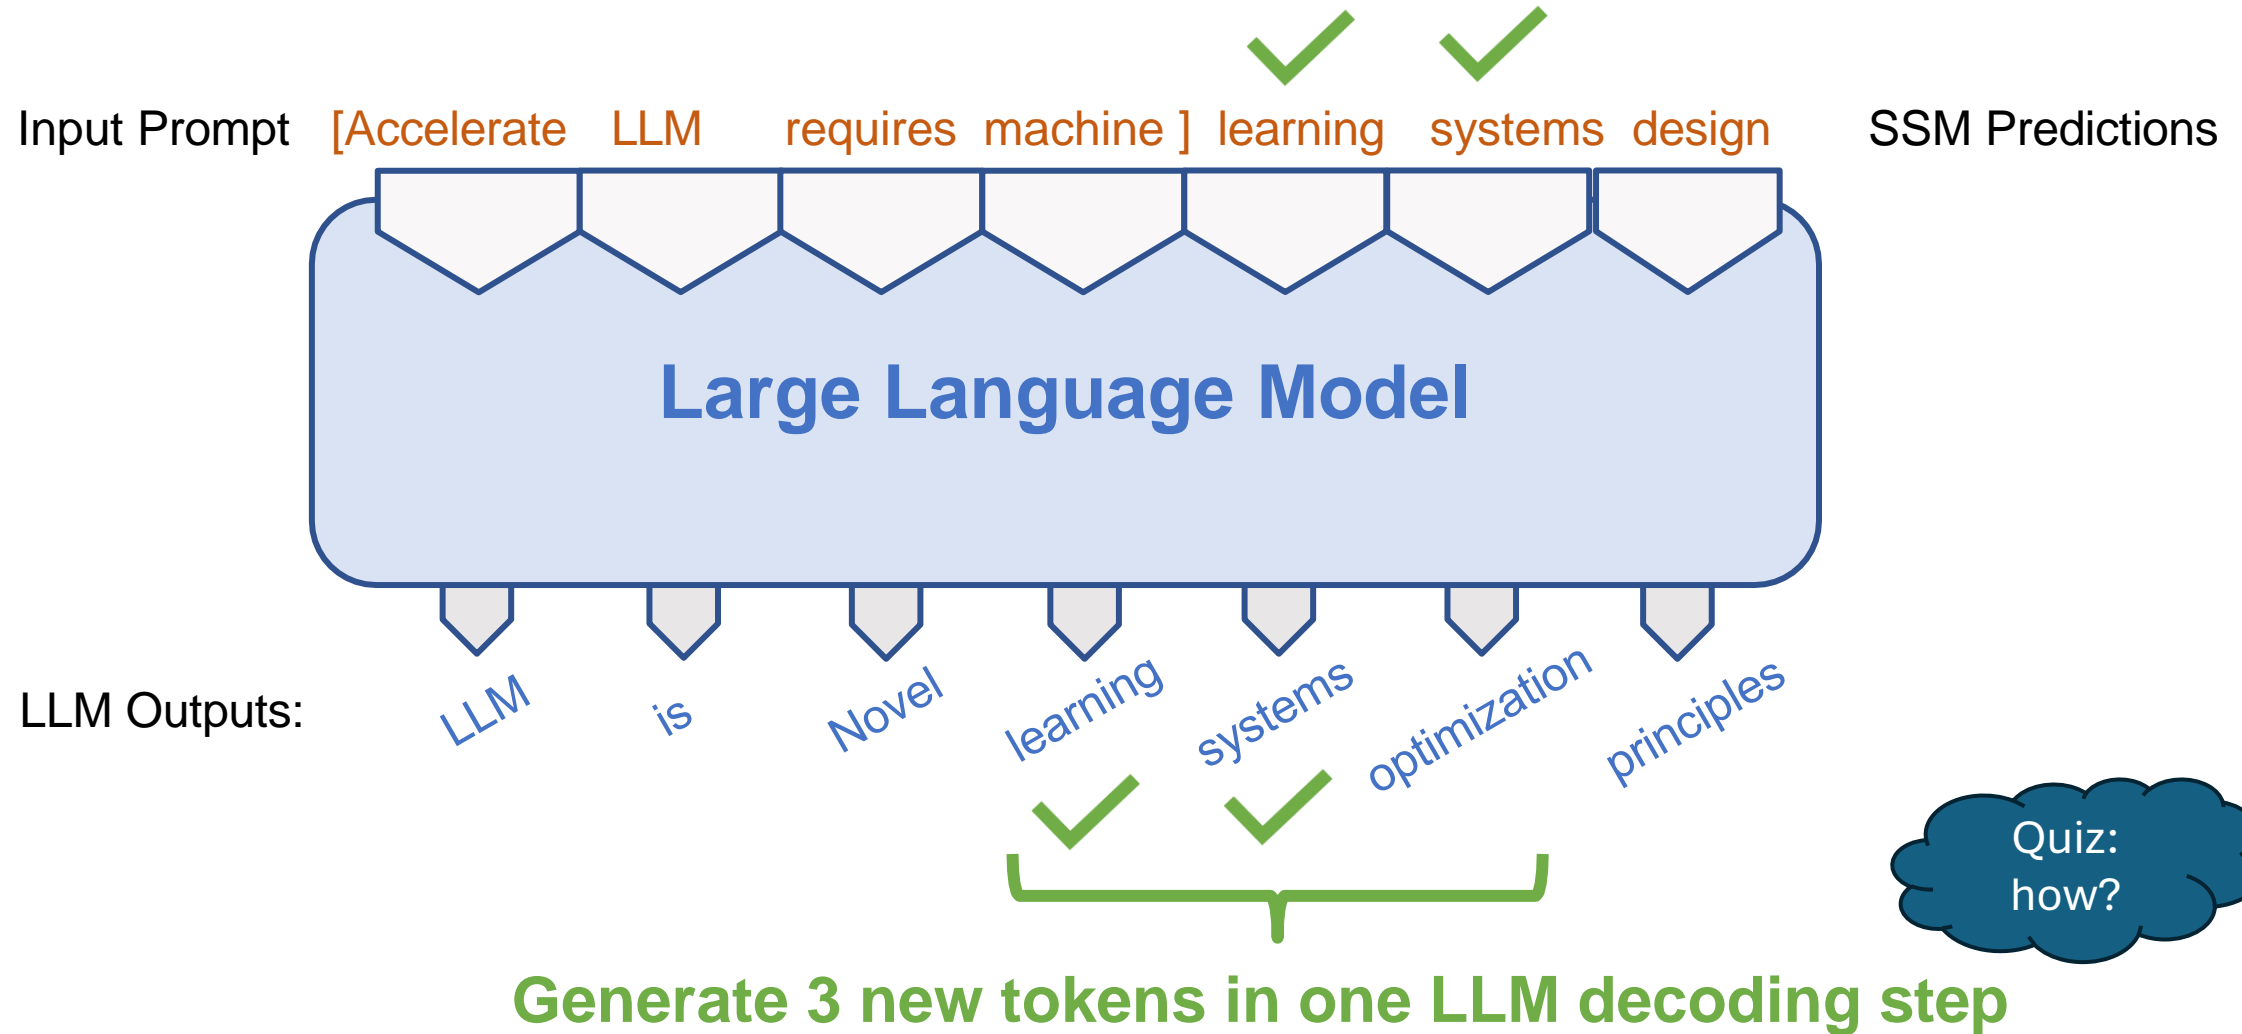 Input Prompt [Accelerate LLM requires machine ] learning systems design SSM Predictions
Large Language Model
LLM Outputs: LLM is Novel learning systems optimization principles
Quiz:
how?
Generate 3 new tokens in one LLM decoding step